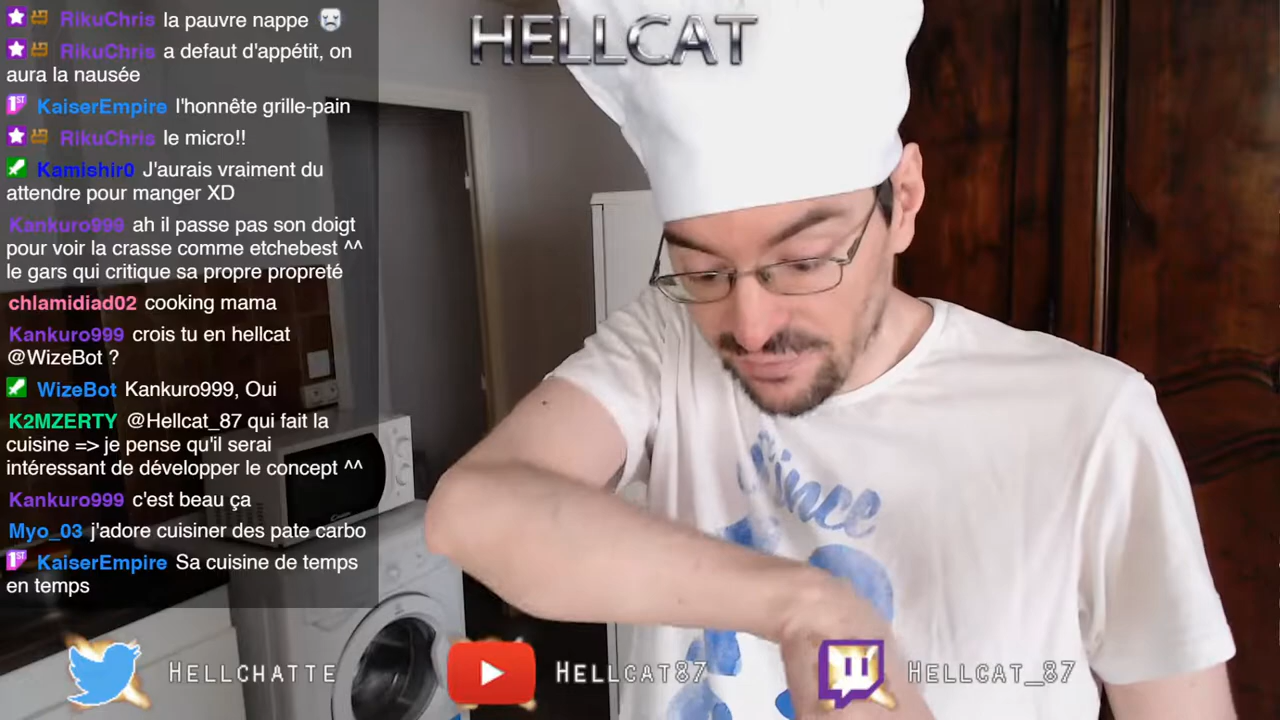 HELLCAT
RikuChris la pauvre nappe
RikuChris a defaut d'appétit, on
aura la nausée
1ST KaiserEmpire l'honnête grille-pain
RikuChris le micro!!
Kamishir0 J'aurais vraiment du
attendre pour manger XD
Kankuro999 ah il passe pas son doigt
pour voir la crasse comme etchebest ^^
le gars qui critique sa propre propreté
chlamidiad02 cooking mama
Kankuro999 crois tu en hellcat
@WizeBot ?
WizeBot Kankuro999, Oui
K2MZERTY @Hellcat_87 qui fait la
cuisine => je pense qu'il serai
intéressant de développer le concept ^^
Kankuro999 c'est beau ça
Myo_03 j'adore cuisiner des pate carbo
1ST KaiserEmpire Sa cuisine de temps
en temps
Since
HELLCHATTE
HELLCAT87
HELLCAT_87